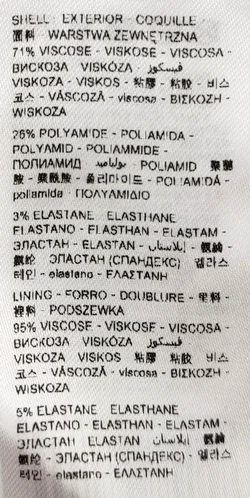 SHELL - EXTERIOR - COQUILLE
面料 - WARSTWA ZEWNĘTRZNA
71% VISCOSE - VISKOSE - VISCOSA -
ВИСКОЗА VISKÓZA - فيسكوز
VISKOZA - VISKOS - 粘膠 - 粘胶 - 비스
코스 - VÂSCOZĂ - viscosa - ΒΙΣΚΟΖΗ -
WISKOZA
26% POLYAMIDE - POLIAMIDA -
POLYAMID - POLIAMMIDE -
ПОЛИАМИД بولياميد - POLIAMID 聚醯
胺 - 聚酰胺 - 폴리아미드 - POLIAMIDĂ -
poliamida - ΠΟΛΥΑΜΙΔΙΟ
3% ELASTANE ELASTHANE
ELASTANO - ELASTHAN - ELASTAM -
ЭЛАСТАН - ELASTAN - إيلاستان - 氨綸 -
氨纶 ЭЛАСТАН (СПАНДЕКС) 엘라스
테인 - elastano - ΕΛΑΣΤΑΝΗ
LINING - FORRO - DOUBLURE - 里料 -
裡料 - PODSZEWKA
95% VISCOSE - VISKOSE - VISCOSA -
ВИСКОЗА VISKÓZA فيسكوز
VISKOZA VISKOS 粘膠 粘胶 비스
코스 - VÂSCOZĂ - viscosa - ΒΙΣΚΟΖΗ -
WISKOZA
5% ELASTANE ELASTHANE
ELASTANO - ELASTHAN - ELASTAM -
ЭЛАСТАН ELASTAN إيلاستان 氨綸
氨纶 - ЭЛАСТАН (СПАНДЕКС) - 엘라스
테인 - elastano - ΕΛΑΣΤΑΝΗ